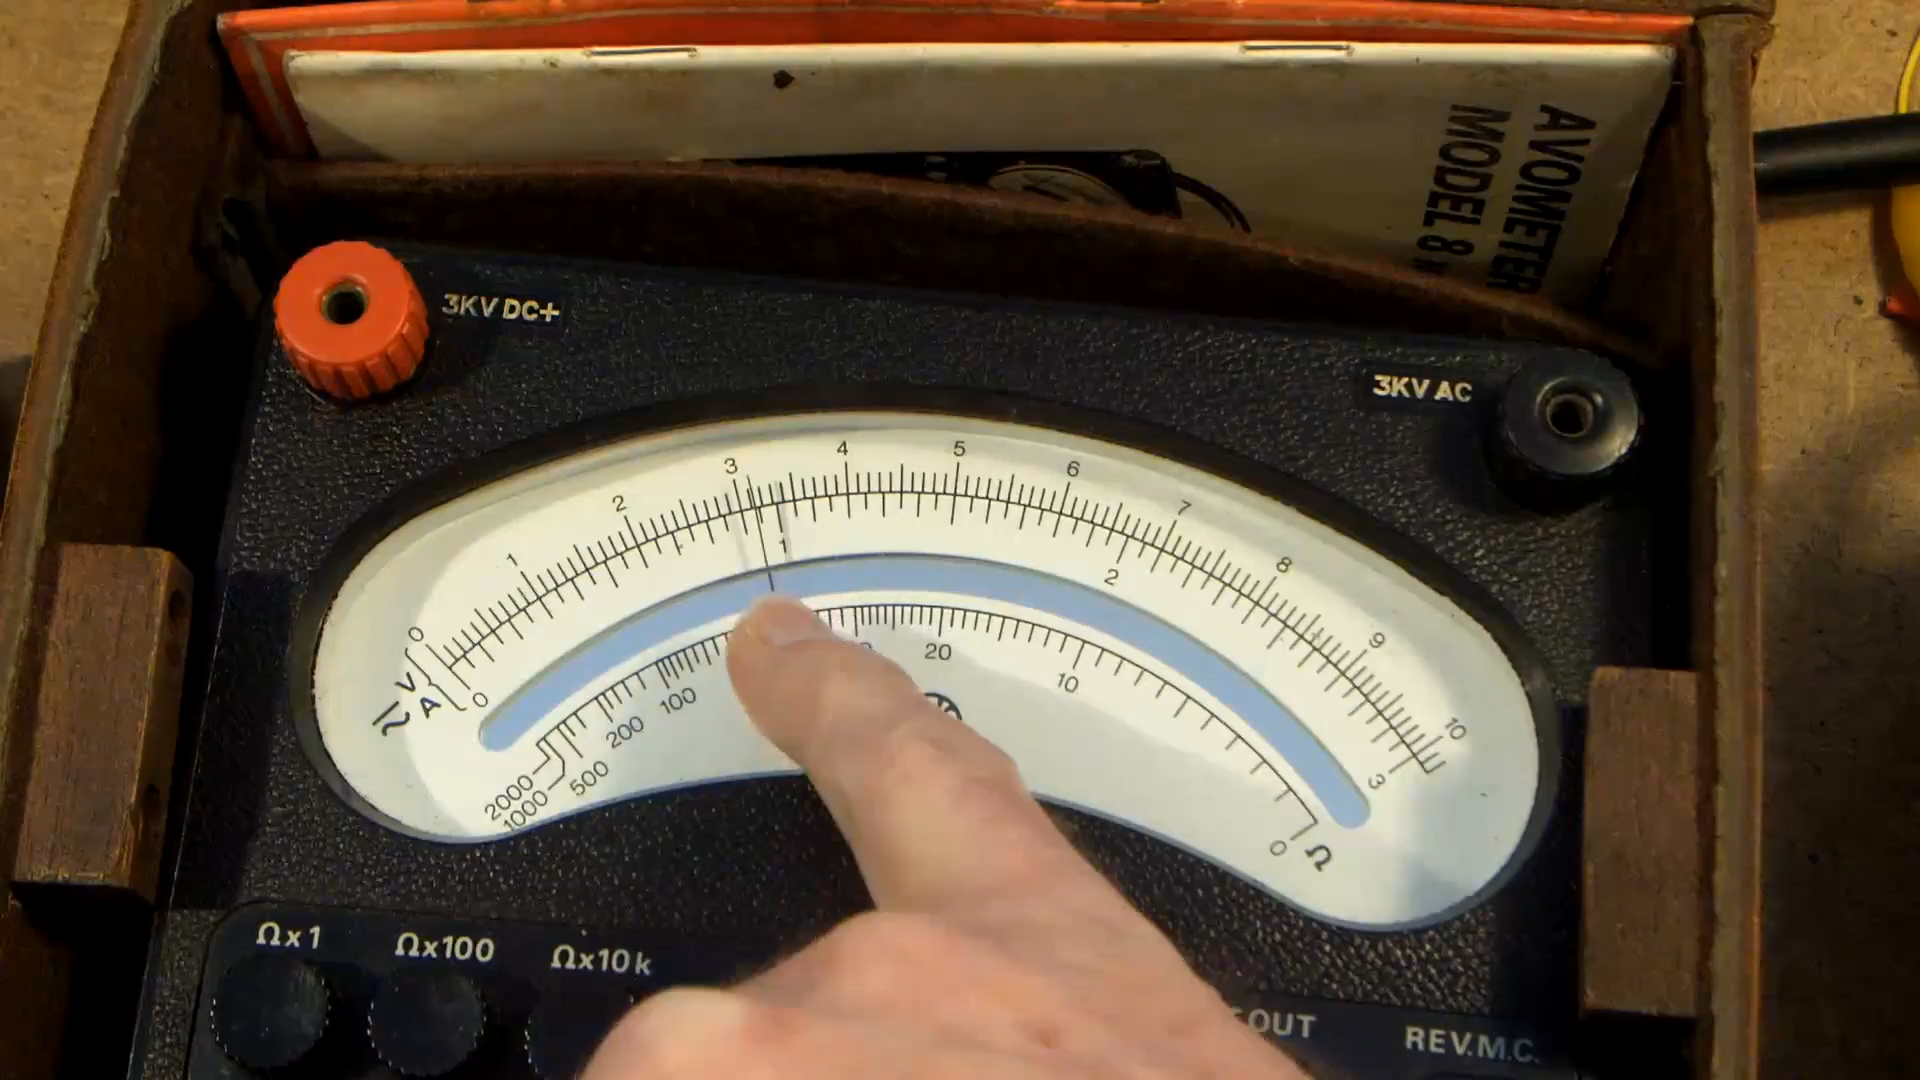 AVOMETER
MODEL 8
3KV DC+
3KV AC
0 1 2 3 4 5 6 7 8 9 10
V
A
0 1 2 3
2000 1000 500 200 100 20 10 0 Ω
Ωx1 Ωx100 Ωx10k
OUT REV.M.C.